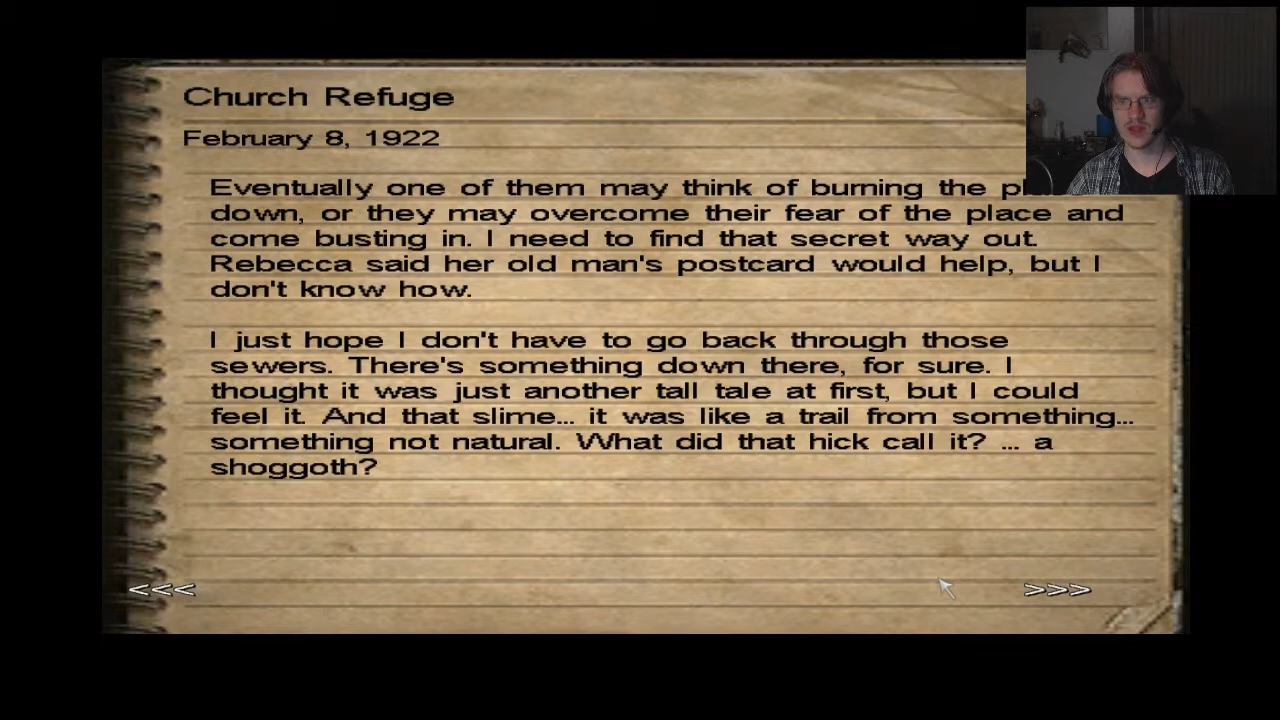 Church Refuge
February 8, 1922
Eventually one of them may think of burning the
down, or they may overcome their fear of the place and
come busting in. I need to find that secret way out.
Rebecca said her old man's postcard would help, but I
don't know how.
I just hope I don't have to go back through those
sewers. There's something down there, for sure. I
thought it was just another tall tale at first, but I could
feel it. And that slime... it was like a trail from something...
something not natural. What did that hick call it? ... a
shoggoth?
<<< >>>